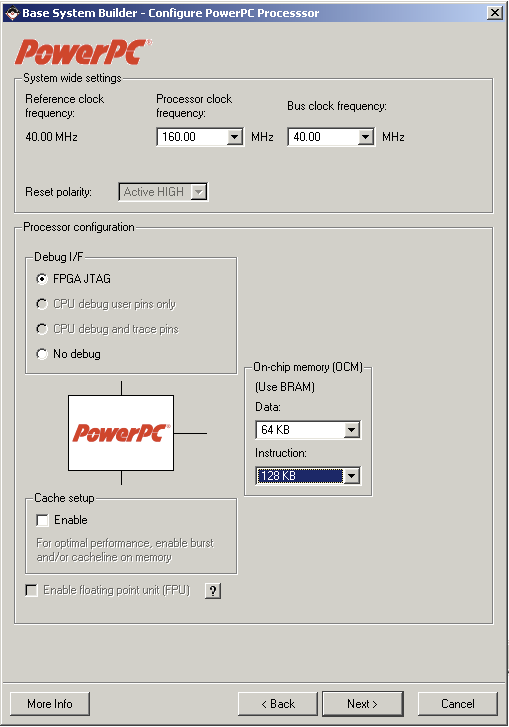 Base System Builder - Configure PowerPC Processsor
PowerPC
System wide settings
Reference clock
frequency:
Processor clock
frequency:
Bus clock frequency:
40.00 MHz
160.00
MHz
40.00
MHz
Reset polarity:
Active HIGH
Processor configuration
Debug I/F
FPGA JTAG
CPU debug user pins only
CPU debug and trace pins
No debug
PowerPC
On-chip memory (OCM)
(Use BRAM)
Data:
64 KB
Instruction:
128 KB
Cache setup
Enable
For optimal performance, enable burst
and/or cacheline on memory
Enable floating point unit (FPU)
?
More Info
< Back
Next >
Cancel